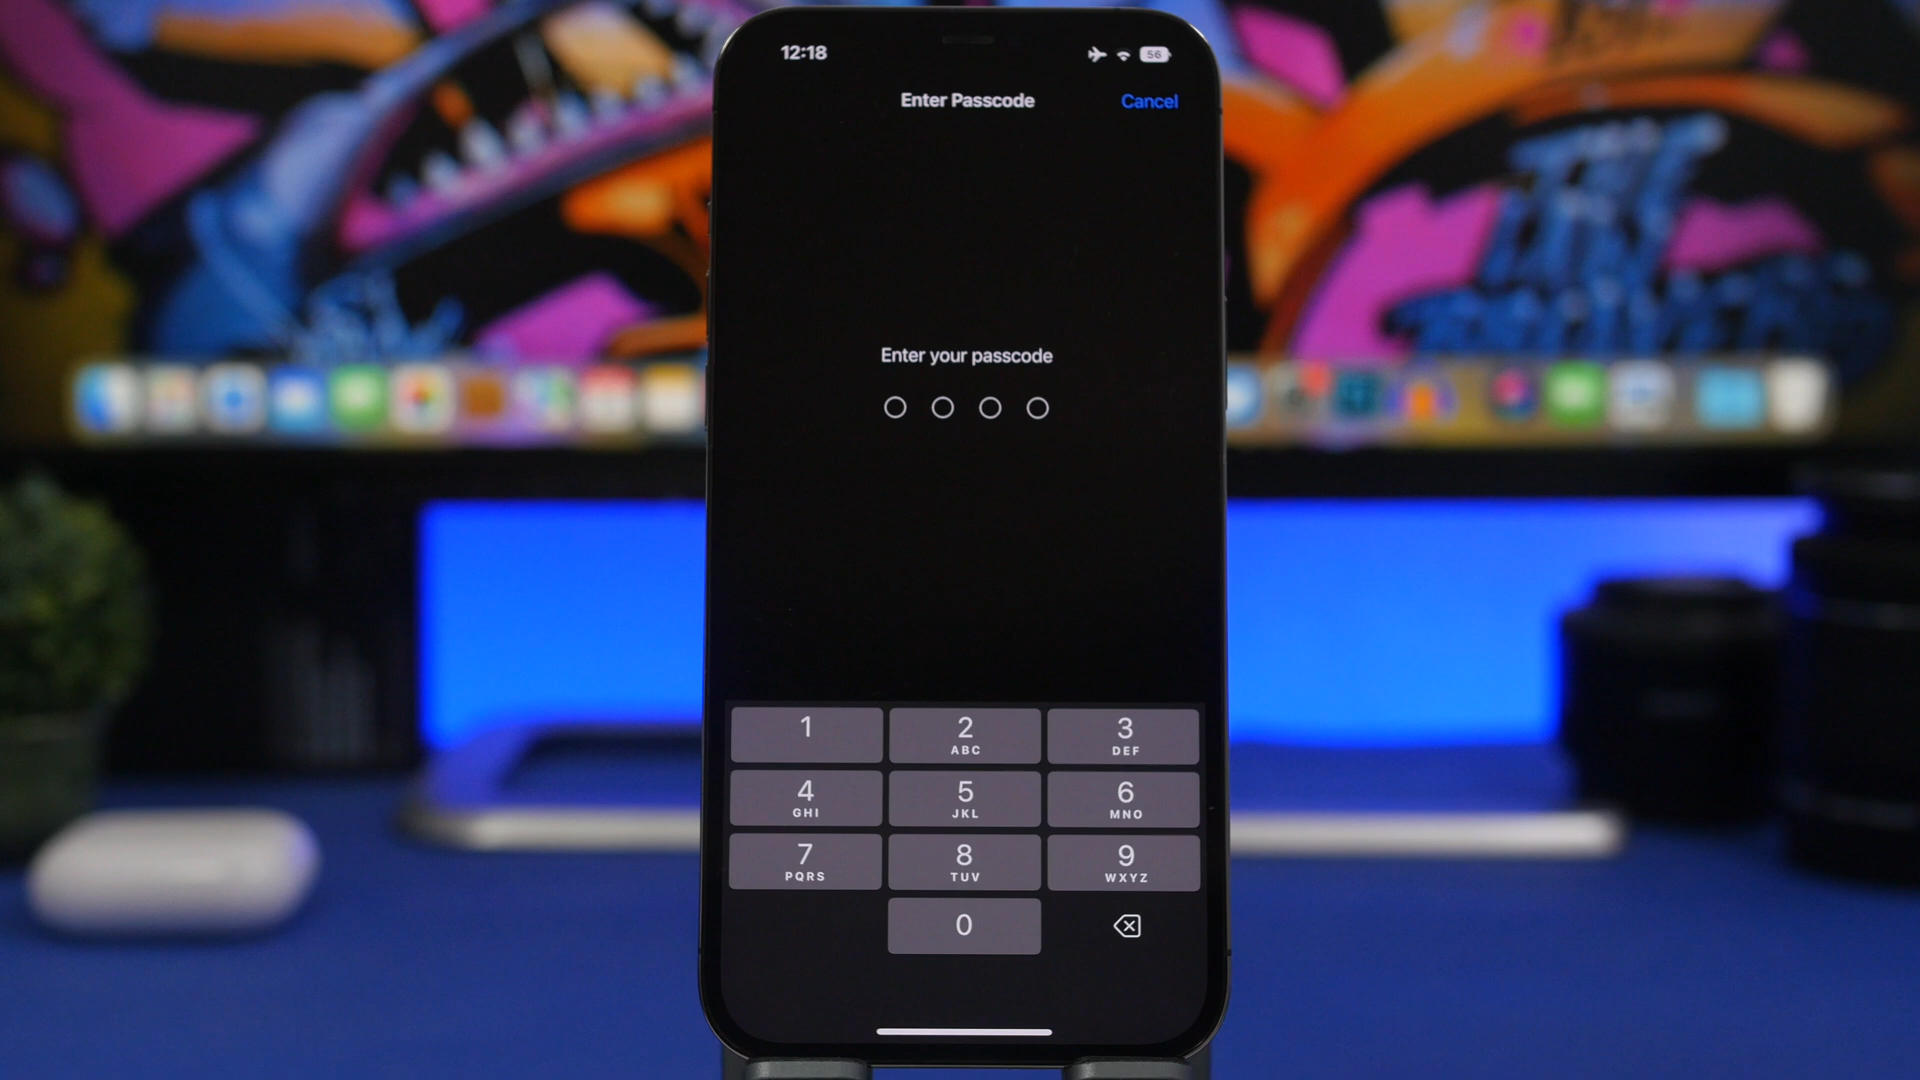 12:18
56
Enter Passcode
Cancel
Enter your passcode
1
2
ABC
3
DEF
4
GHI
5
JKL
6
MNO
7
PQRS
8
TUV
9
WXYZ
0